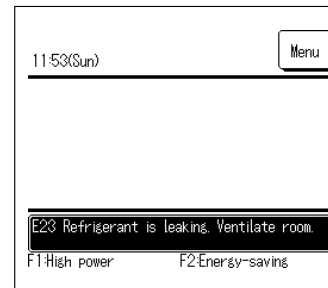 Menu
11:53(Sun)
E23 Refrigerant is leaking. Ventilate room.
F1:High power F2:Energy-saving